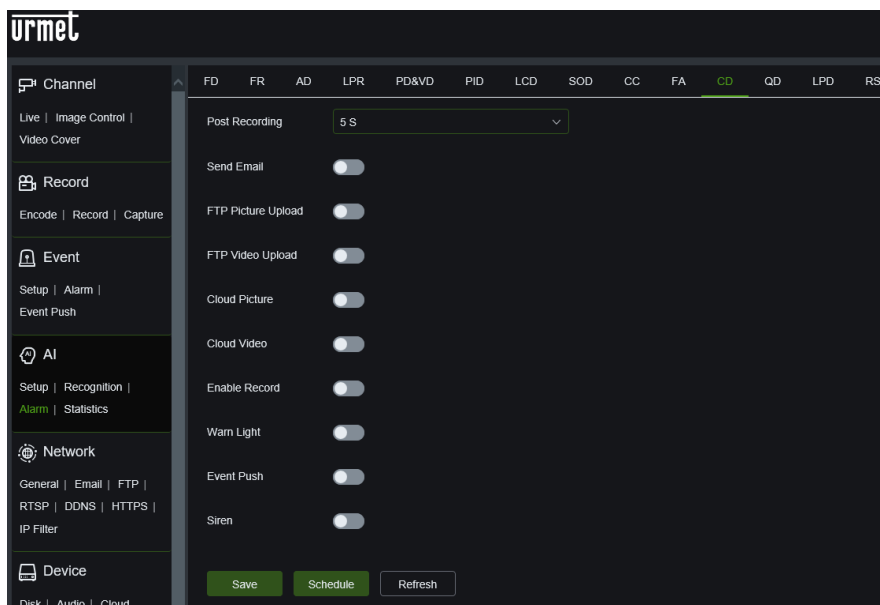 urmet
Channel
Live | Image Control |
Video Cover
Record
Encode | Record | Capture
Event
Setup | Alarm |
Event Push
AI
Setup | Recognition |
Alarm | Statistics
Network
General | Email | FTP |
RTSP | DDNS | HTTPS |
IP Filter
Device
Disk | Audio | Cloud
FD FR AD LPR PD&VD PID LCD SOD CC FA CD QD LPD RS
Post Recording 5 S
Send Email
FTP Picture Upload
FTP Video Upload
Cloud Picture
Cloud Video
Enable Record
Warn Light
Event Push
Siren
Save Schedule Refresh